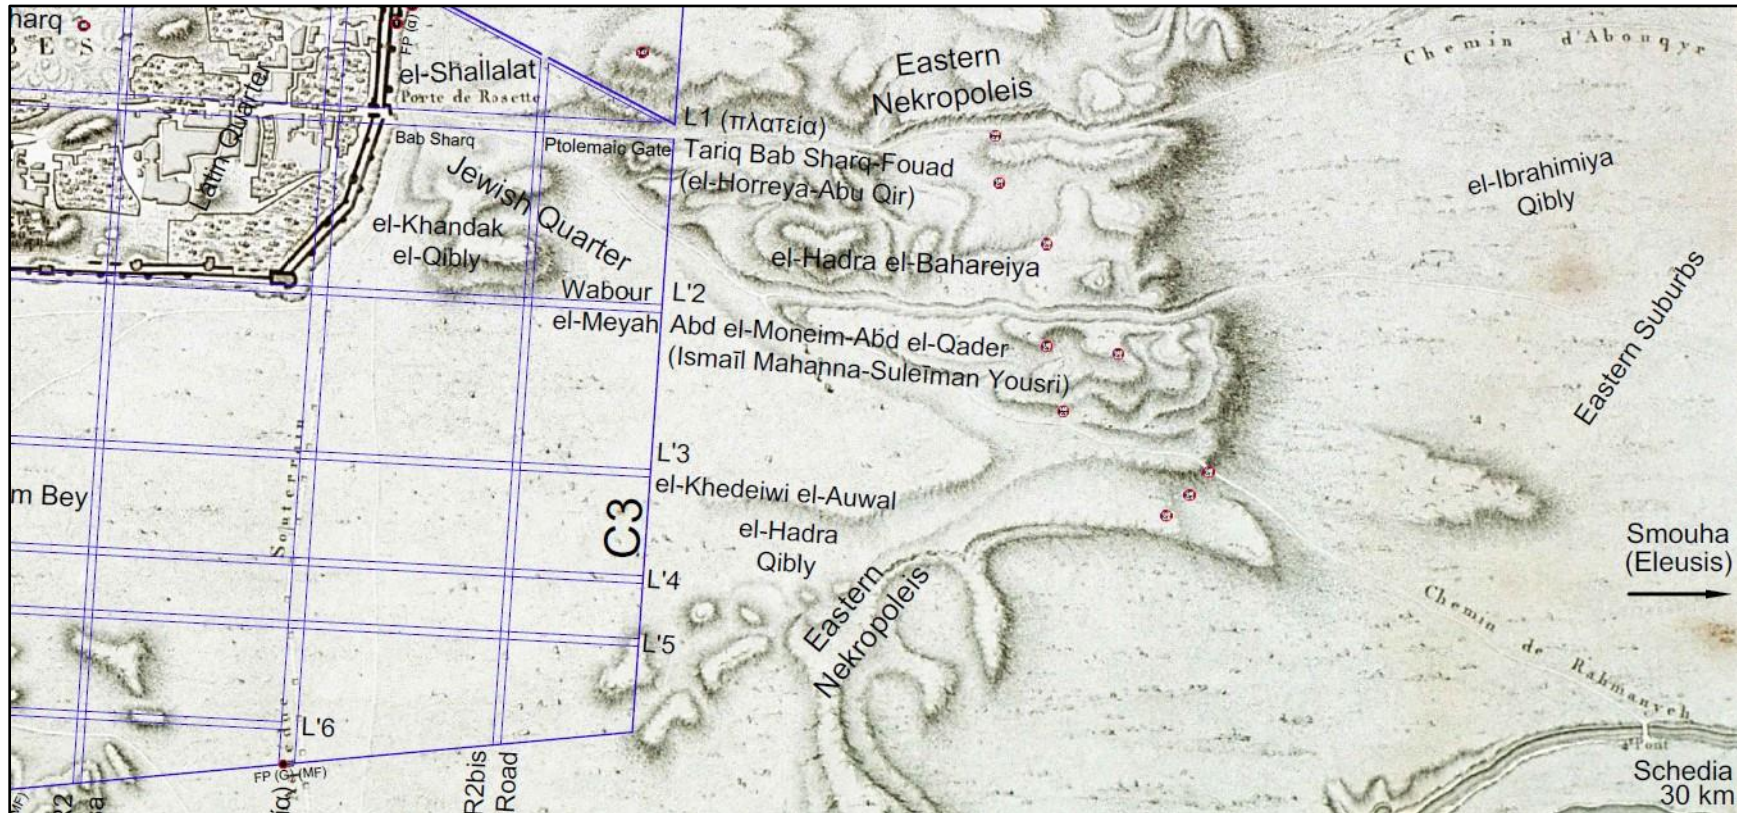 harq
B E S
FP (α)
el-Shallalat
Porte de Rosette
Latin Quarter
Bab Sharq
Ptolemaic Gate
Jewish Quarter
el-Khandak
el-Qibly
Wabour
el-Meyah
Eastern
Nekropoleis
Chemin d'Abouqyr
L1 (πλατεία)
Tariq Bab Sharq-Fouad
(el-Horreya-Abu Qir)
el-Ibrahimiya
Qibly
el-Hadra el-Bahareiya
L'2
Abd el-Moneim-Abd el-Qader
(Ismaīl Mahanna-Suleīman Yousri)
Eastern Suburbs
L'3
el-Khedeiwi el-Auwal
m Bey
Souterrein
C3
el-Hadra
Qibly
Smouha
(Eleusis)
L'4
Eastern
Nekropoleis
Chemin de Rahmanyeh
L'5
L'6
FP (G) (MF)
R2bis
Road
Pont
Schedia
30 km